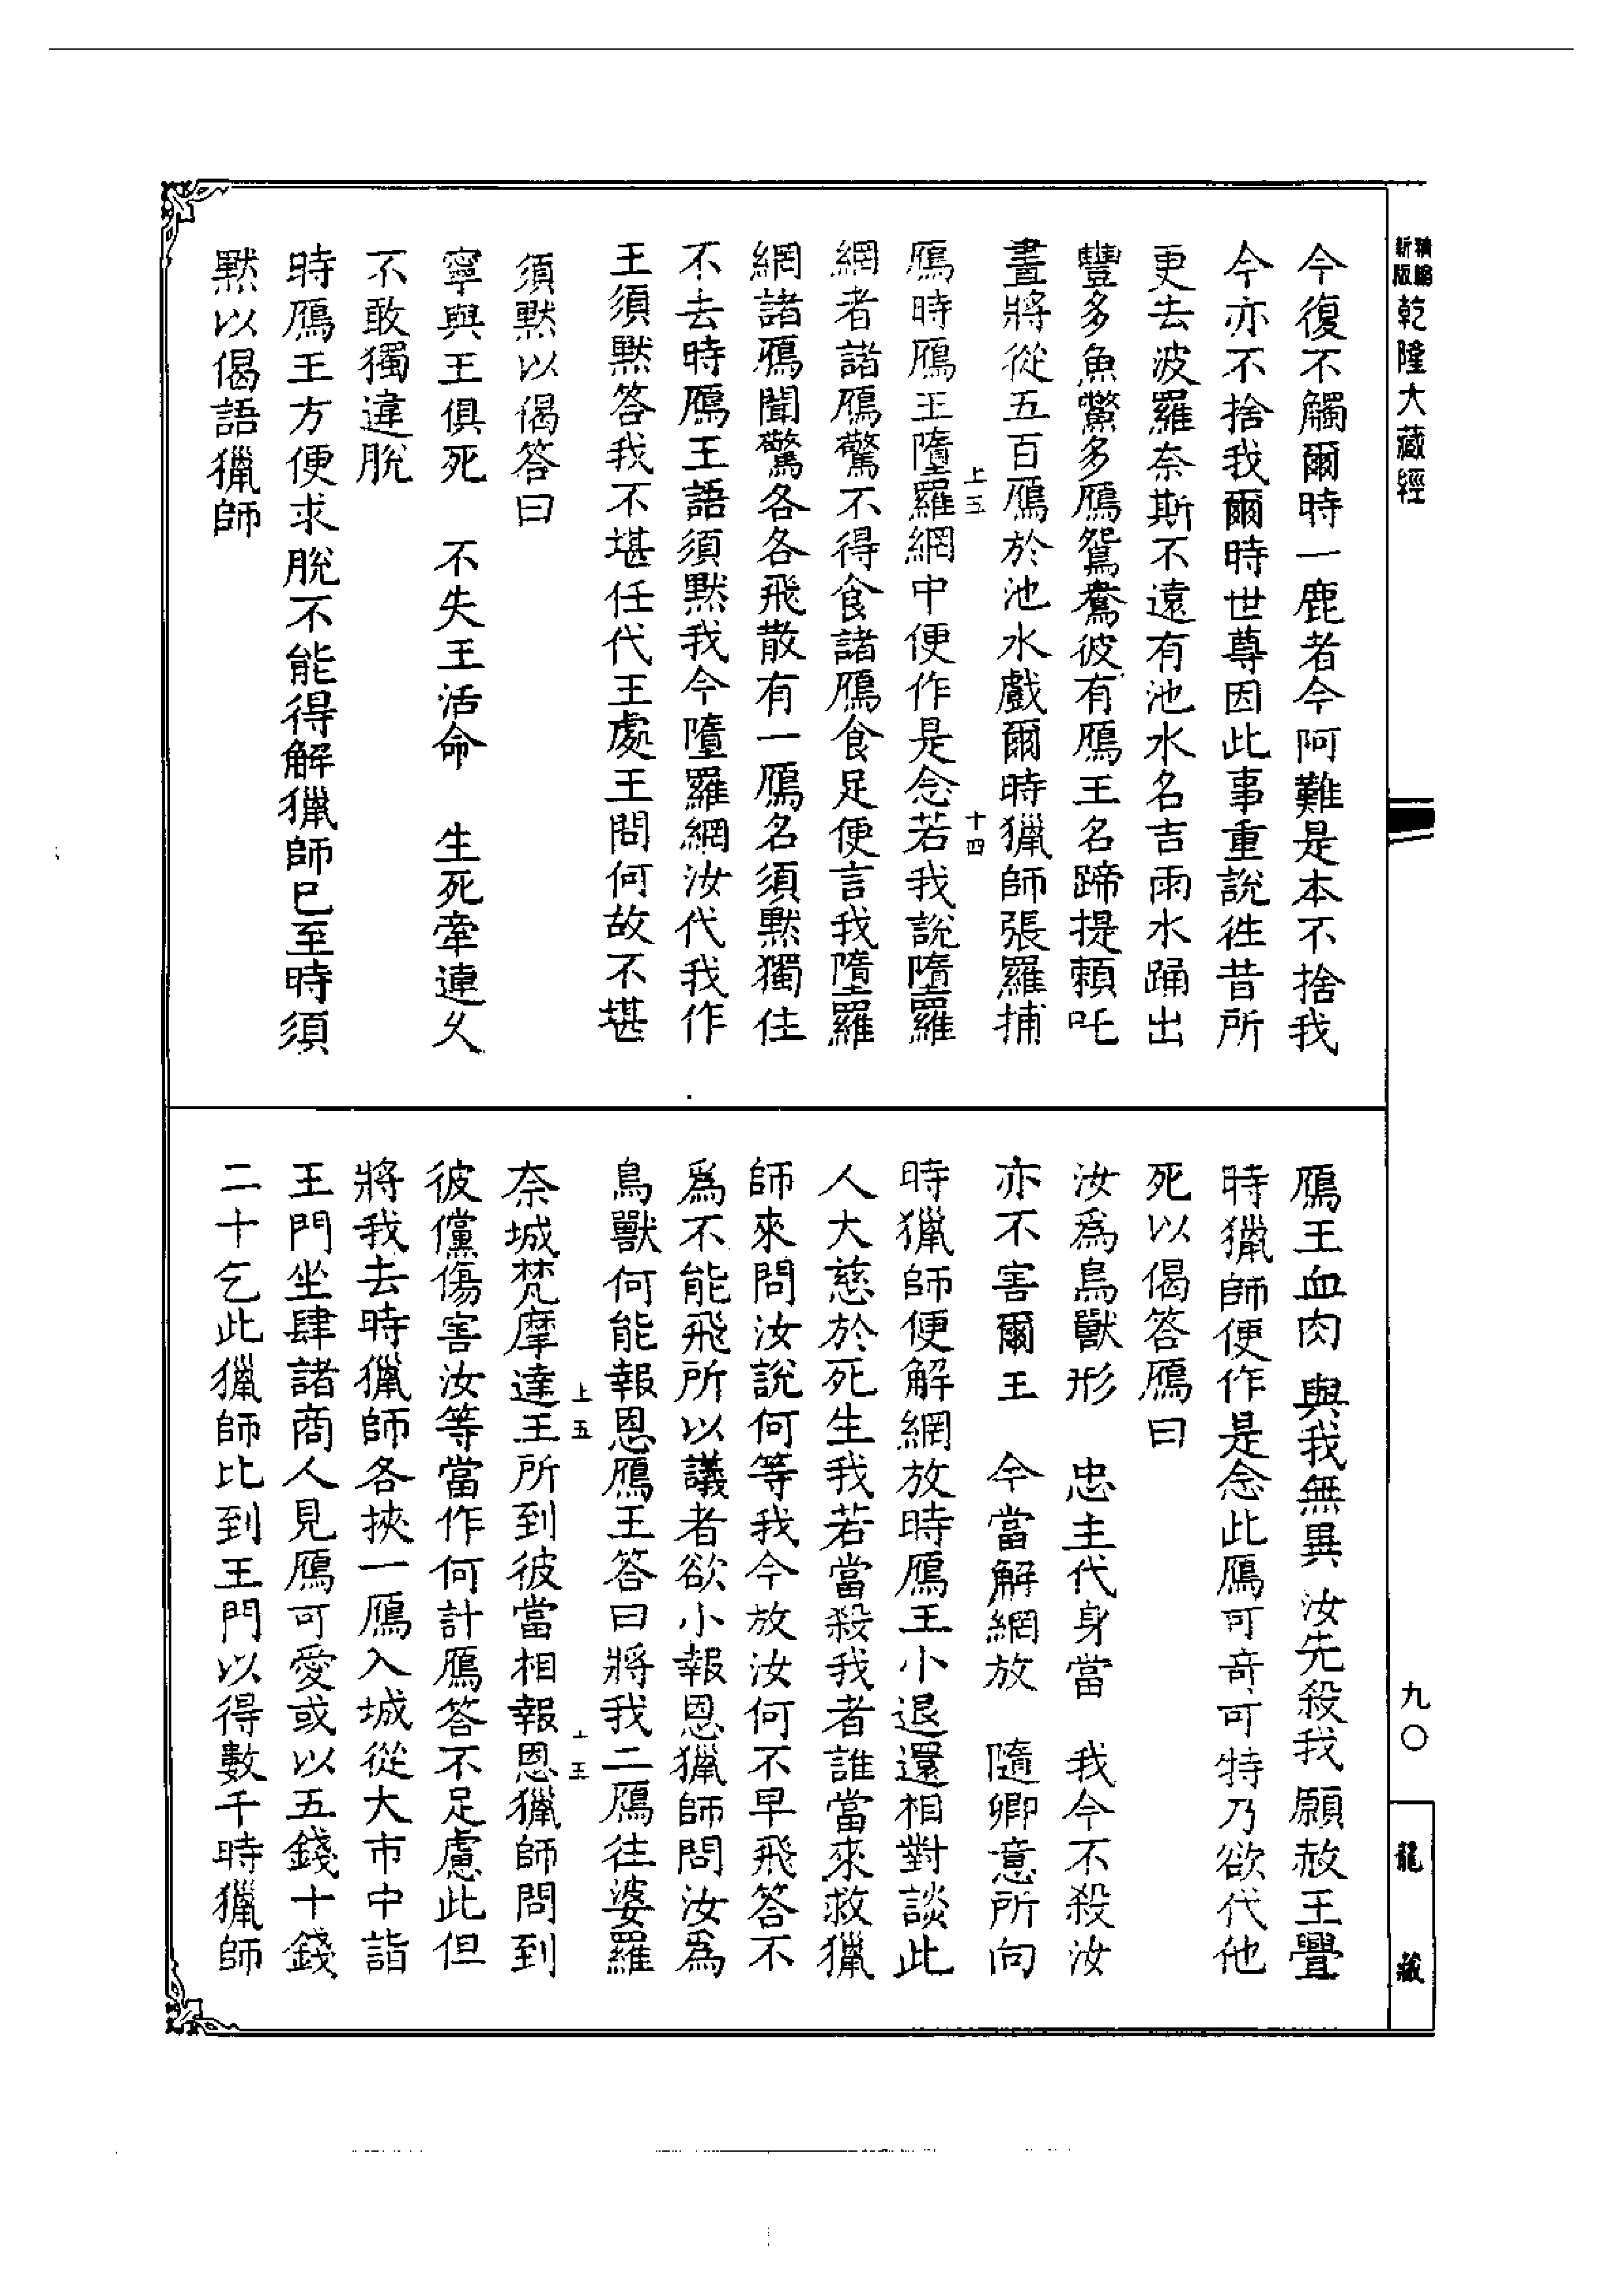 新版
精編
乾隆大藏經
今復不觸爾時一鹿者今阿難是本不捨我
今亦不捨我爾時世尊因此事重說徃昔所
更去波羅奈斯不遠有池水名吉雨水踊出
豐多魚鱉多鴈鴛鴦彼有鴈王名蹄提賴吒
晝將從五百鴈於池水戲爾時獵師張羅捕
上五
十四
鴈時鴈王墮羅網中便作是念若我說墮羅
網者諸鴈驚不得食諸鴈食足便言我墮羅
網諸鴈聞驚各各飛散有一鴈名須默獨住
不去時鴈王語須默我今墮羅網汝代我作
王須默答我不堪任代王處王問何故不堪
須默以偈答曰
寧與王俱死　不失王活命　生死牽連久
不敢獨違脫
時鴈王方便求脫不能得解獵師已至時須
默以偈語獵師
鴈王血肉　與我無異　汝先殺我　願赦王舋
時獵師便作是念此鴈可竒可特乃欲代他
死以偈答鴈曰
汝爲鳥獸形　忠主代身當　我今不殺汝
亦不害爾王　今當解網放　隨卿意所向
時獵師便解網放時鴈王小退還相對談此
人大慈於死生我若當殺我者誰當來救獵
師來問汝說何等我今放汝何不早飛答不
爲不能飛所以議者欲小報恩獵師問汝爲
鳥獸何能報恩鴈王答曰將我二鴈往婆羅
上五
十五
奈城梵摩達王所到彼當相報恩獵師問到
彼儻傷害汝等當作何計鴈答不足慮此但
將我去時獵師各挾一鴈入城從大市中詣
王門坐肆諸商人見鴈可愛或以五錢十錢
二十乞此獵師比到王門以得數千時獵師
九〇
龍藏